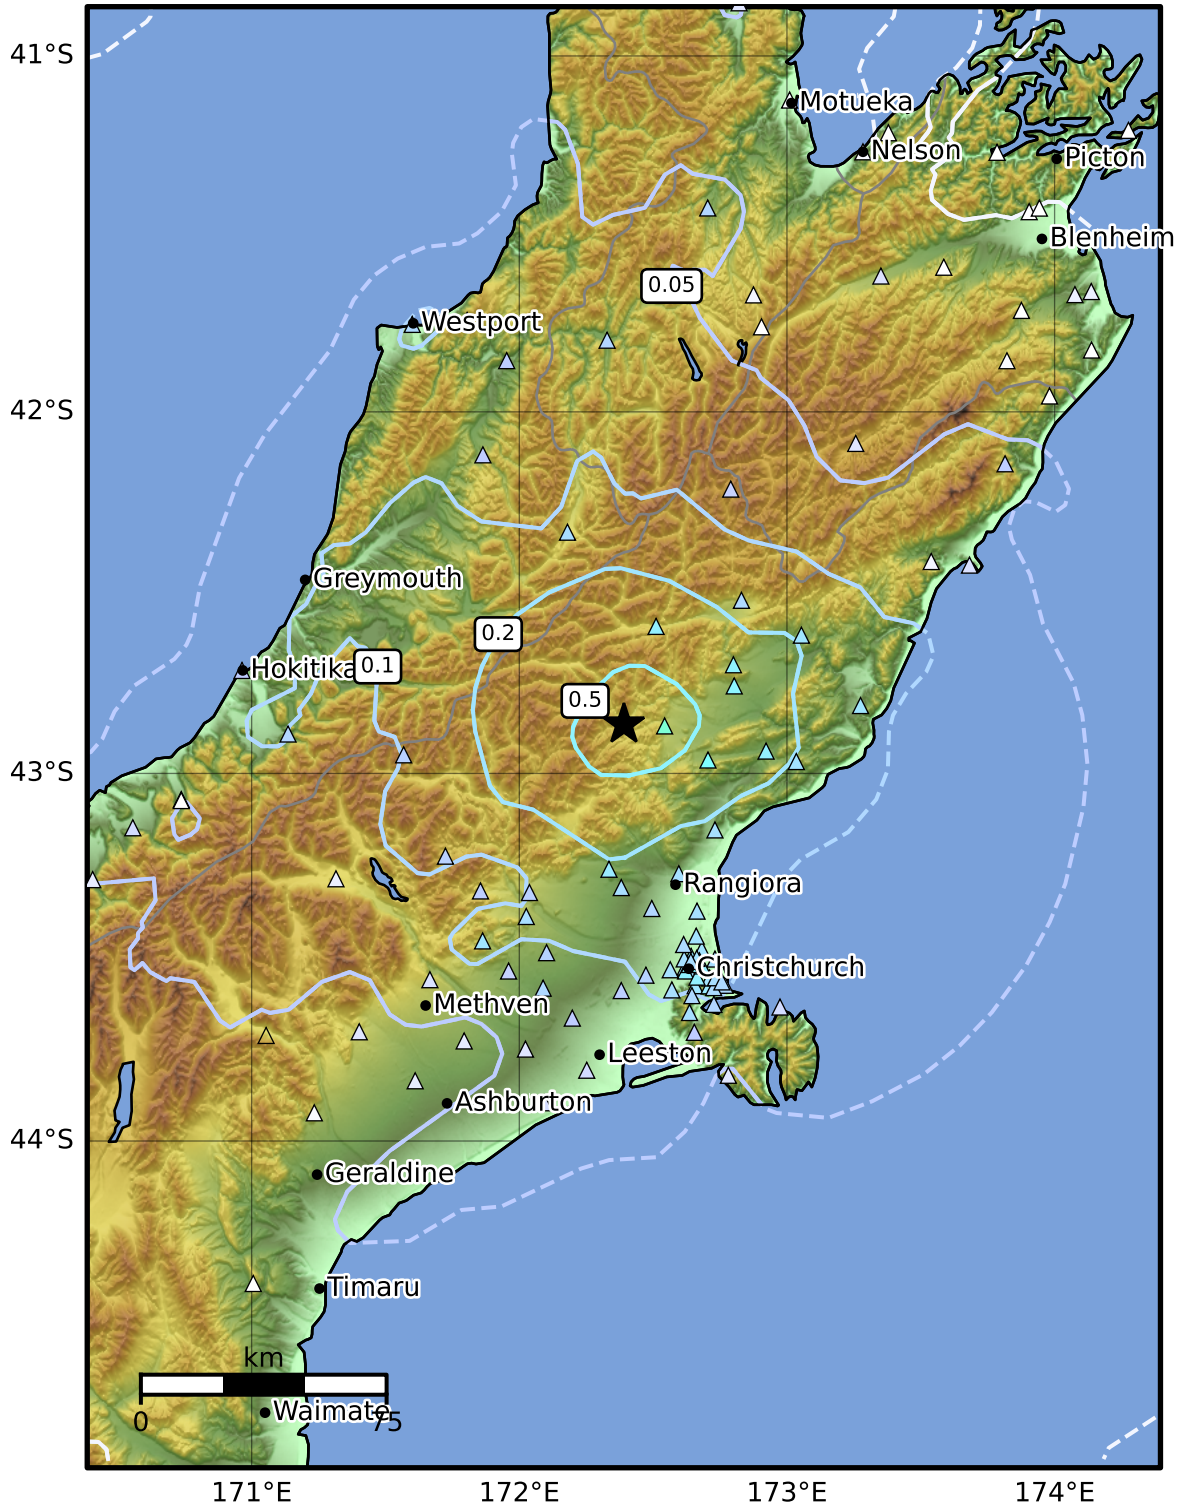 41°S
Motueka
Nelson
Picton
Blenheim
0.05
Westport
42°S
Greymouth
0.2
Hokitika
0.1
0.5
43°S
Rangiora
Christchurch
Methven
Leeston
Ashburton
44°S
Geraldine
Timaru
km
Waimate
0
75
171°E
172°E
173°E
174°E